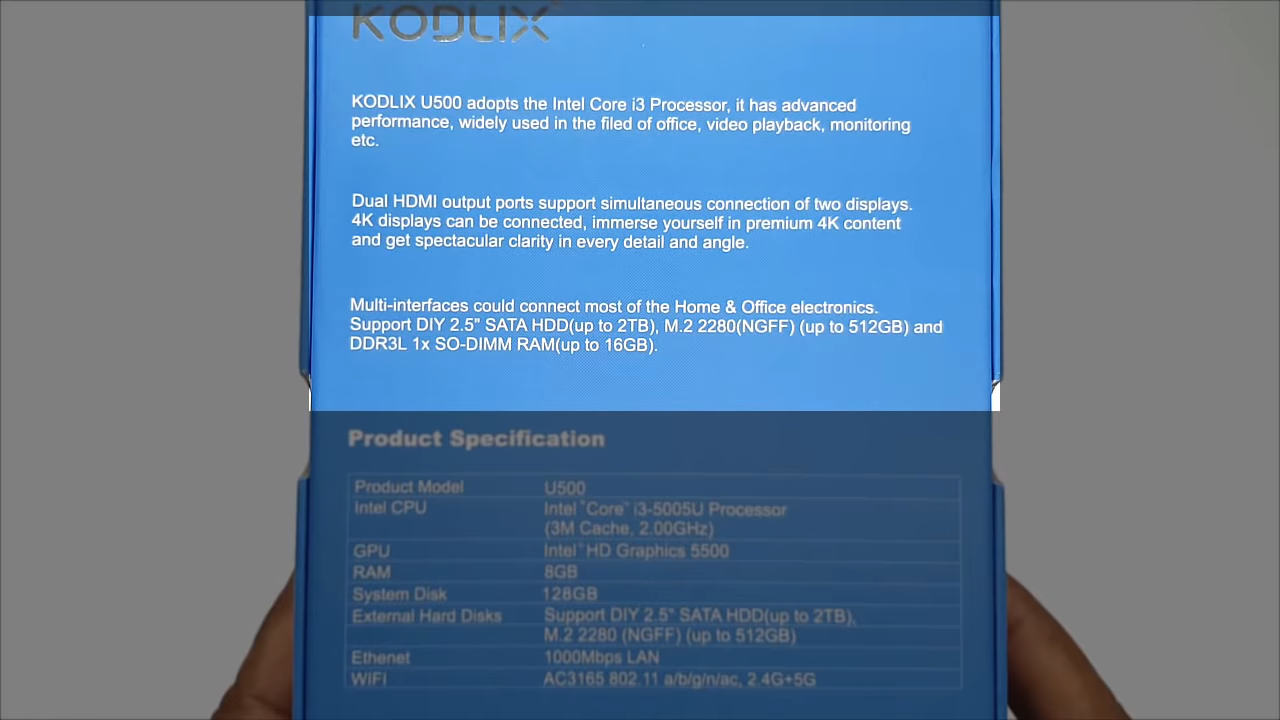 KODLIX
KODLIX U500 adopts the Intel Core i3 Processor, it has advanced
performance, widely used in the filed of office, video playback, monitoring
etc.
Dual HDMI output ports support simultaneous connection of two displays.
4K displays can be connected, immerse yourself in premium 4K content
and get spectacular clarity in every detail and angle.
Multi-interfaces could connect most of the Home & Office electronics.
Support DIY 2.5" SATA HDD(up to 2TB), M.2 2280(NGFF) (up to 512GB) and
DDR3L 1x SO-DIMM RAM(up to 16GB).
Product Specification
Product Model U500
Intel CPU Intel® Core™ i3-5005U Processor
(3M Cache, 2.00GHz)
GPU Intel® HD Graphics 5500
RAM 8GB
System Disk 128GB
External Hard Disks Support DIY 2.5" SATA HDD(up to 2TB),
M.2 2280 (NGFF) (up to 512GB)
Ethenet 1000Mbps LAN
WiFi AC3165 802.11 a/b/g/n/ac, 2.4G+5G